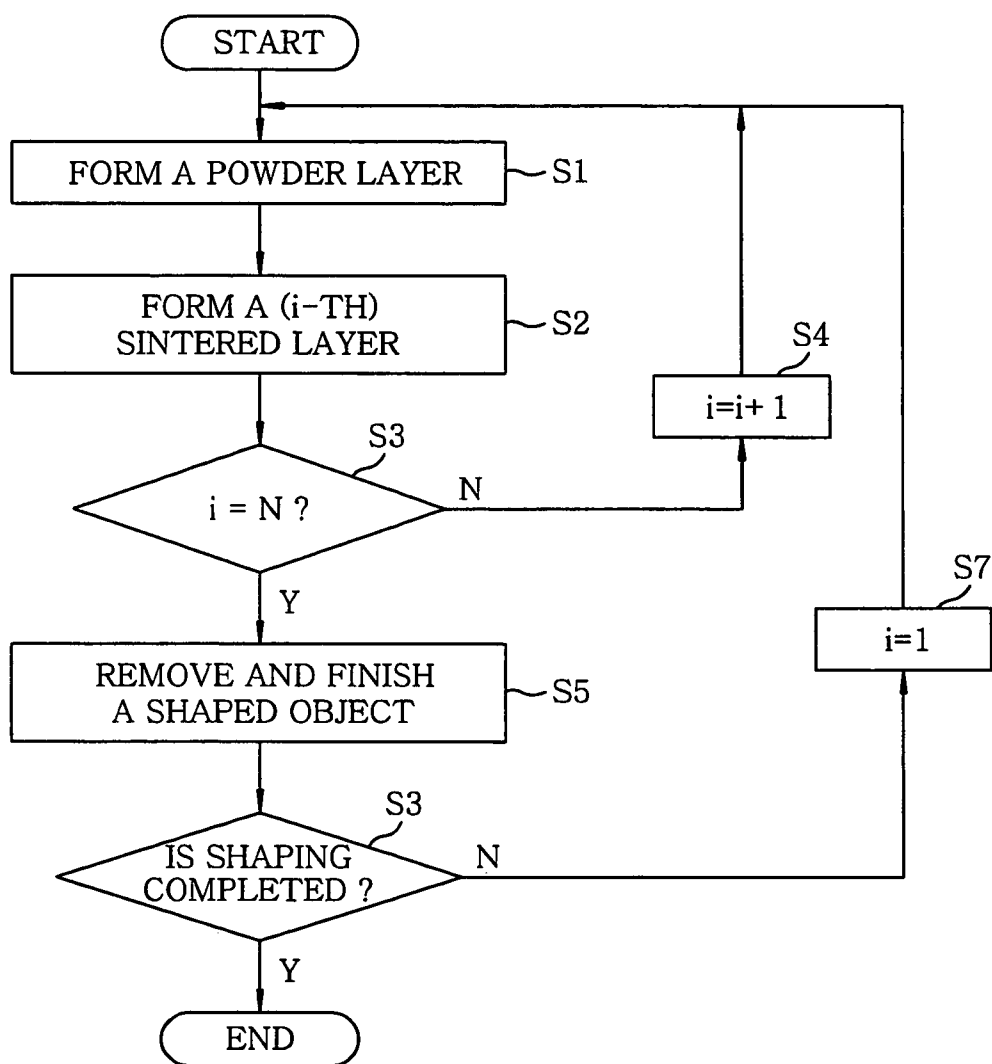 START
FORM A POWDER LAYER
S1
FORM A (i-TH)
SINTERED LAYER
S2
S4
i=i+ 1
S3
i = N ?
N
Y
S7
i=1
REMOVE AND FINISH
A SHAPED OBJECT
S5
S3
IS SHAPING
COMPLETED ?
N
Y
END